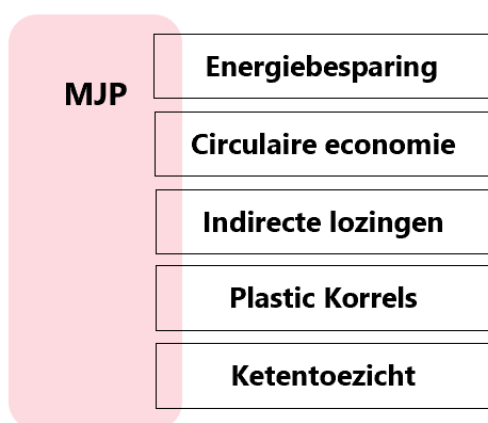 MJP
Energiebesparing
Circulaire economie
Indirecte lozingen
Plastic Korrels
Ketentoezicht